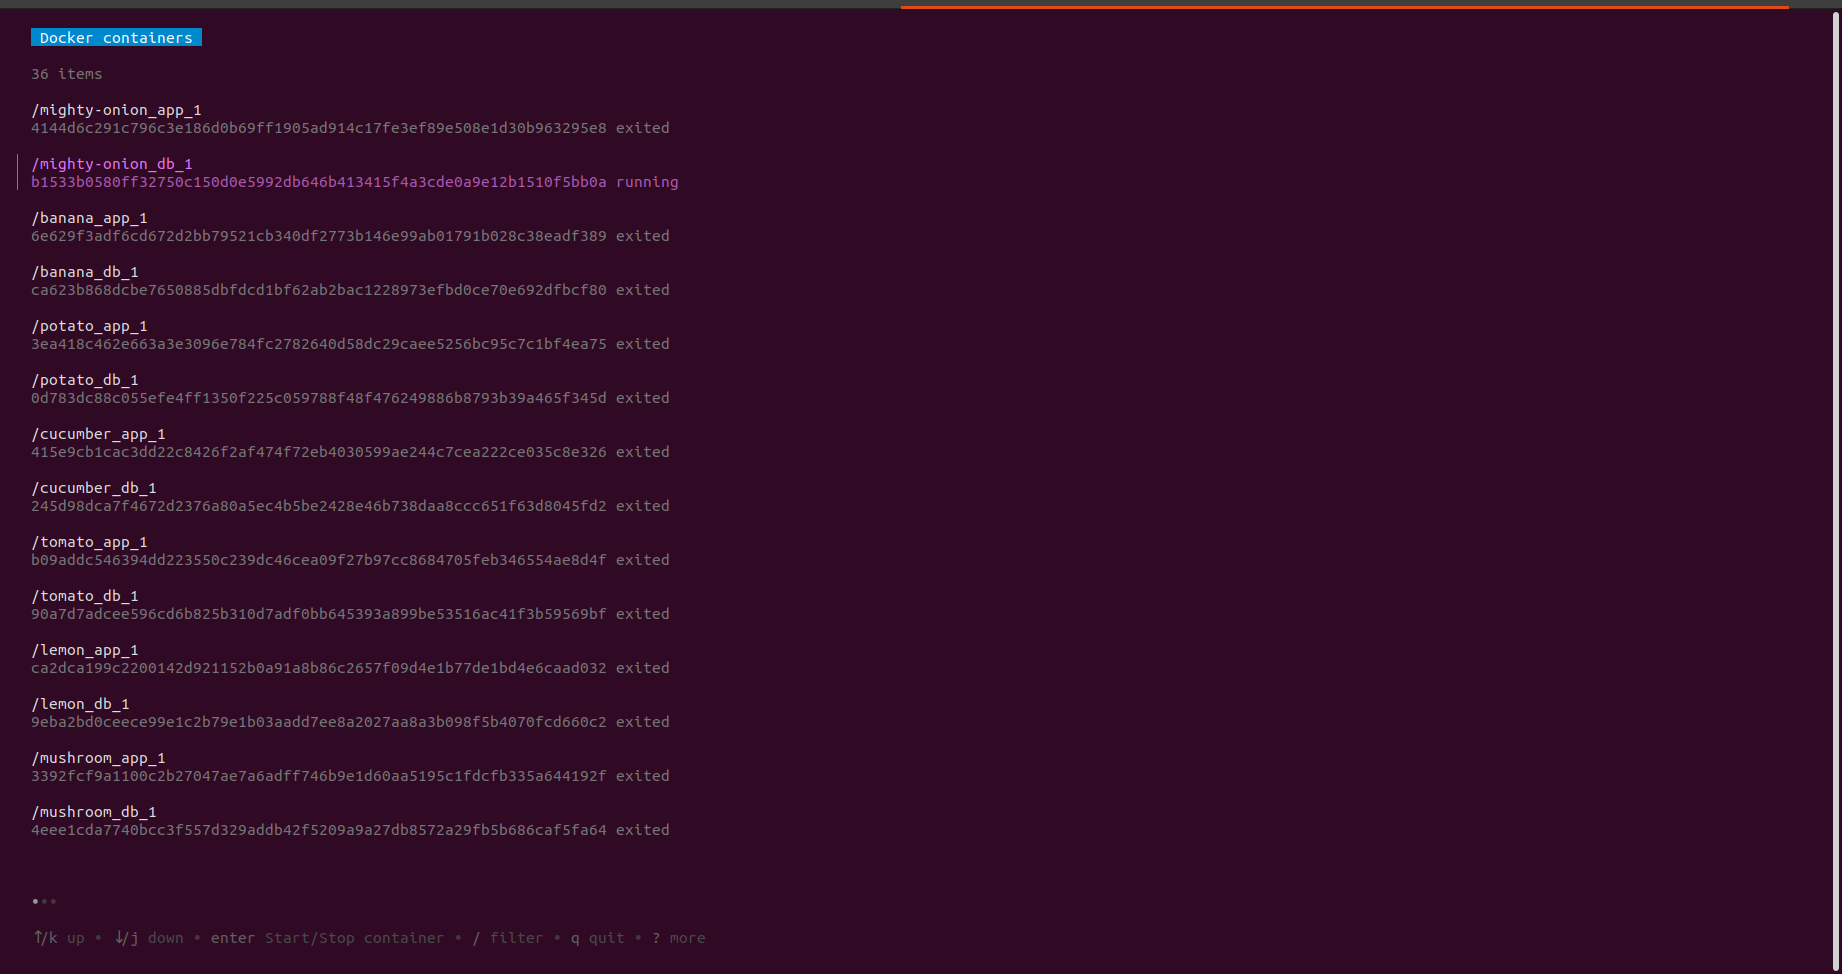 Docker containers
36 items
/mighty-onion_app_1
4144d6c291c796c3e186d0b69ff1905ad914c17fe3ef89e508e1d30b963295e8 exited
/mighty-onion_db_1
b1533b0580ff32750c150d0e5992db646b413415f4a3cde0a9e12b1510f5bb0a running
/banana_app_1
6e629f3adf6cd672d2bb79521cb340df2773b146e99ab01791b028c38eadf389 exited
/banana_db_1
ca623b868dcbe7650885dbfdcd1bf62ab2bac1228973efbd0ce70e692dfbcf80 exited
/potato_app_1
3ea418c462e663a3e3096e784fc2782640d58dc29caee5256bc95c7c1bf4ea75 exited
/potato_db_1
0d783dc88c055efe4ff1350f225c059788f48f476249886b8793b39a465f345d exited
/cucumber_app_1
415e9cb1cac3dd22c8426f2af474f72eb4030599ae244c7cea222ce035c8e326 exited
/cucumber_db_1
245d98dca7f4672d2376a80a5ec4b5be2428e46b738daa8ccc651f63d8045fd2 exited
/tomato_app_1
b09addc546394dd223550c239dc46cea09f27b97cc8684705feb346554ae8d4f exited
/tomato_db_1
90a7d7adcee596cd6b825b310d7adf0bb645393a899be53516ac41f3b59569bf exited
/lemon_app_1
ca2dca199c2200142d921152b0a91a8b86c2657f09d4e1b77de1bd4e6caad032 exited
/lemon_db_1
9eba2bd0ceece99e1c2b79e1b03aadd7ee8a2027aa8a3b098f5b4070fcd660c2 exited
/mushroom_app_1
3392fcf9a1100c2b27047ae7a6adff746b9e1d60aa5195c1fdcfb335a644192f exited
/mushroom_db_1
4eee1cda7740bcc3f557d329addb42f5209a9a27db8572a29fb5b686caf5fa64 exited
•••
↑/k up • ↓/j down • enter Start/Stop container • / filter • q quit • ? more